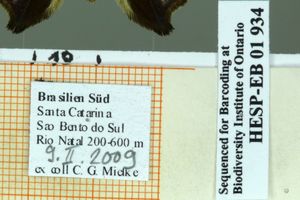 10
Brasilien Süd
Santa Catarina
Sao Bento do Sul
Rio Natal 200-600 m
9. I. 2009
ex coll C. G. Mielke
Sequenced for Barcoding at
Biodiversity Institute of Ontario
HESP-EB 01 934